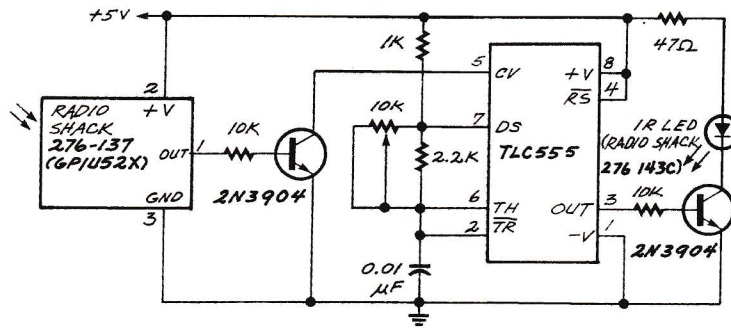 +5V
1K
47Ω
2
5
CV
+V
8
RADIO
SHACK
276-137
(GP1U52X)
+V
OUT
1
10K
2N3904
GND
3
10K
7
DS
2.2K
TLC555
R̅S̅
4
IR LED
(RADIO SHACK
276 143C)
6
TH
2
T̅R̅
OUT
3
10K
-V
1
2N3904
0.01
µF